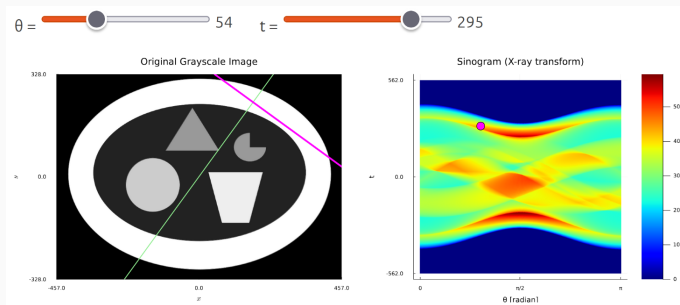 θ = 54 t = 295
Original Grayscale Image
328.0
0.0
-328.0
-457.0 0.0 457.0
x
Sinogram (X-ray transform)
562.0
t 0.0
-562.0
0 π/2 π
θ [radian]
50
40
30
20
10
0